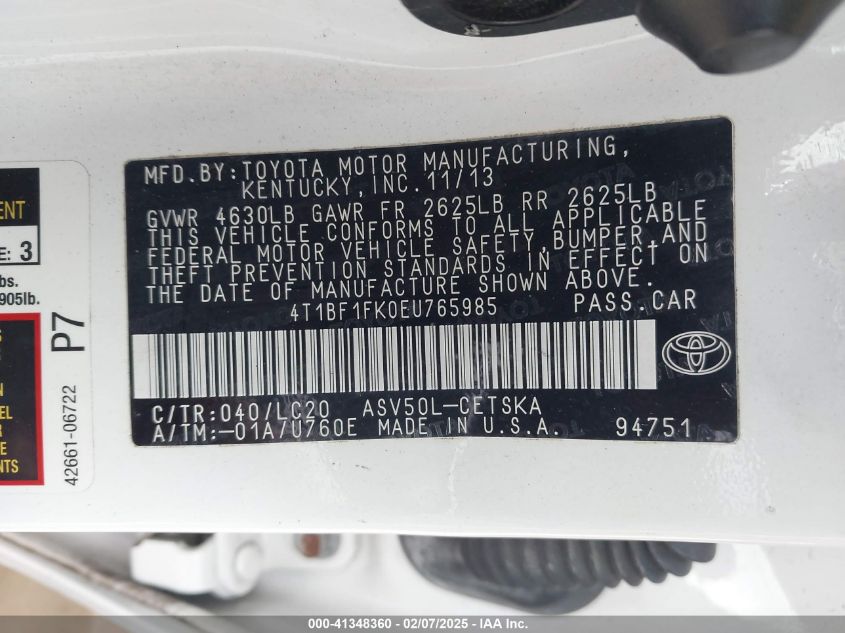 MFD.BY:TOYOTA MOTOR MANUFACTURING,
KENTUCKY,INC.11/13
GVWR 4630LB GAWR FR 2625LB RR 2625LB
THIS VEHICLE CONFORMS TO ALL APPLICABLE
FEDERAL MOTOR VEHICLE SAFETY,BUMPER,AND
THEFT PREVENTION STANDARDS IN EFFECT ON
THE DATE OF MANUFACTURE SHOWN ABOVE.
4T1BF1FK0EU765985 PASS.CAR
C/TR:040/LC20 ASV50L-CETSKA
A/TM:-01A/U760E MADE IN U.S.A. 94751
E: 3
905lb.
P7
42661-06722
000-41348360 - 02/07/2025 - IAA Inc.